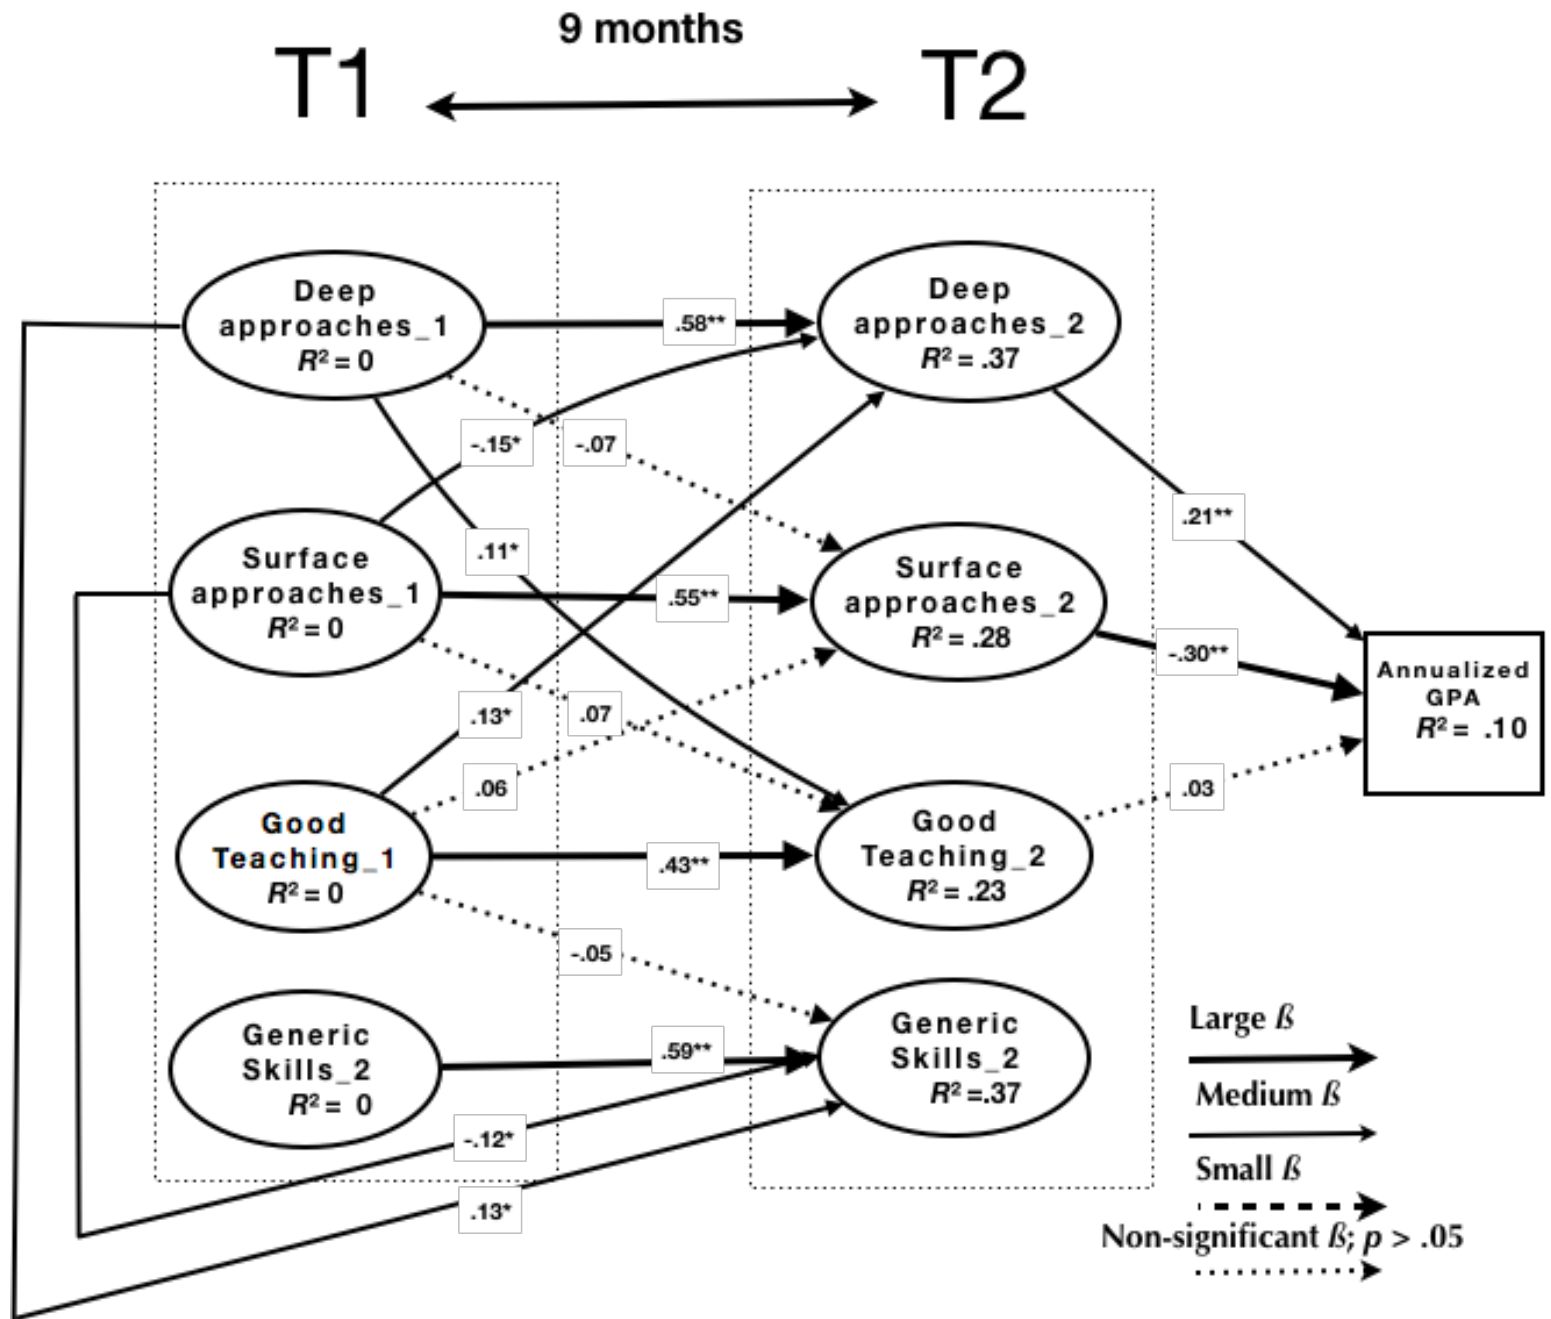 9 months
T1
T2
Deep
approaches_1
R² = 0
Deep
approaches_2
R² = .37
.58**
-.15*
-.07
.11*
.21**
Surface
approaches_1
R² = 0
Surface
approaches_2
R² = .28
.55**
-.30**
Annualized
GPA
R² = .10
.13*
.07
.06
.03
Good
Teaching_1
R² = 0
Good
Teaching_2
R² = .23
.43**
-.05
Generic
Skills_2
R² = 0
Generic
Skills_2
R² =.37
.59**
-.12*
.13*
Large ß
Medium ß
Small ß
Non-significant ß; p > .05